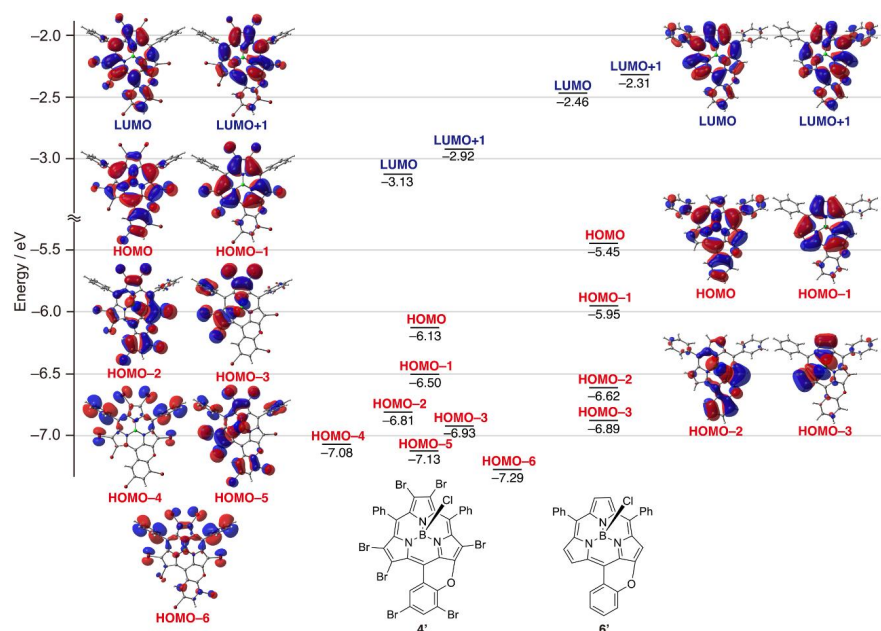 Energy / eV
–2.0
–2.5
–3.0
–5.5
–6.0
–6.5
–7.0
LUMO
LUMO+1
HOMO
HOMO–1
HOMO–2
HOMO–3
HOMO–4
HOMO–5
HOMO–6
LUMO
–3.13
LUMO+1
–2.92
HOMO
–6.13
HOMO–1
–6.50
HOMO–2
–6.81
HOMO–3
–6.93
HOMO–4
–7.08
HOMO–5
–7.13
HOMO–6
–7.29
LUMO
–2.46
LUMO+1
–2.31
HOMO
–5.45
HOMO–1
–5.95
HOMO–2
–6.62
HOMO–3
–6.89
LUMO
LUMO+1
HOMO
HOMO–1
HOMO–2
HOMO–3
Br
Br
Cl
Ph
Ph
N
B
N
N
Br
Br
Br
O
Br
Br
4'
Cl
Ph
Ph
N
B
N
N
O
6'